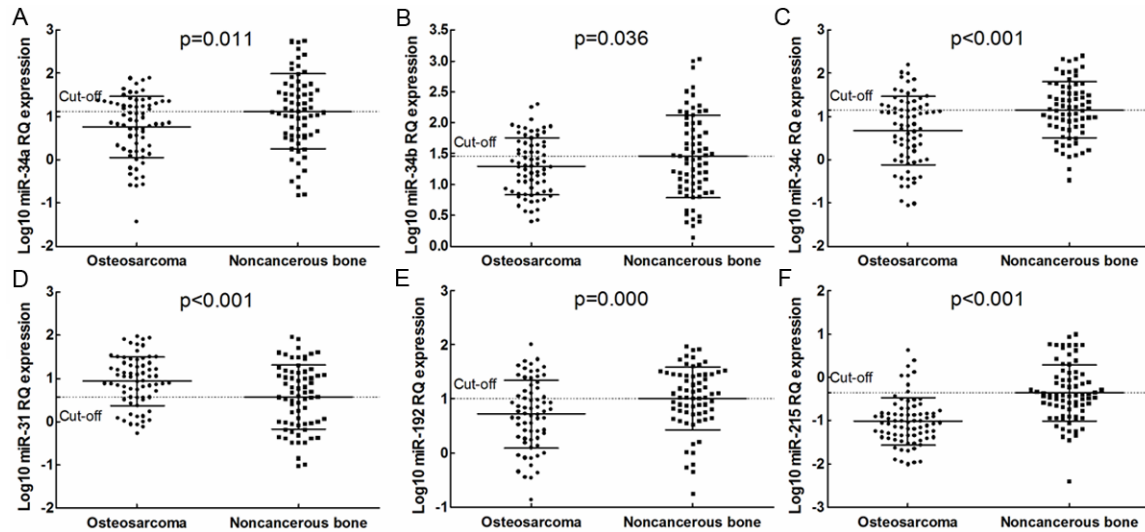 A
Log10 miR-34a RQ expression
3
2
1
0
-1
-2
p=0.011
Cut-off
Osteosarcoma
Noncancerous bone
B
Log10 miR-34b RQ expression
3.5
3.0
2.5
2.0
1.5
1.0
0.5
0.0
p=0.036
Cut-off
Osteosarcoma
Noncancerous bone
C
Log10 miR-34c RQ expression
3
2
1
0
-1
-2
p<0.001
Cut-off
Osteosarcoma
Noncancerous bone
D
Log10 miR-31 RQ expression
3
2
1
0
-1
-2
p<0.001
Cut-off
Osteosarcoma
Noncancerous bone
E
Log10 miR-192 RQ expression
3
2
1
0
-1
p=0.000
Cut-off
Osteosarcoma
Noncancerous bone
F
Log10 miR-215 RQ expression
2
1
0
-1
-2
-3
p<0.001
Cut-off
Osteosarcoma
Noncancerous bone